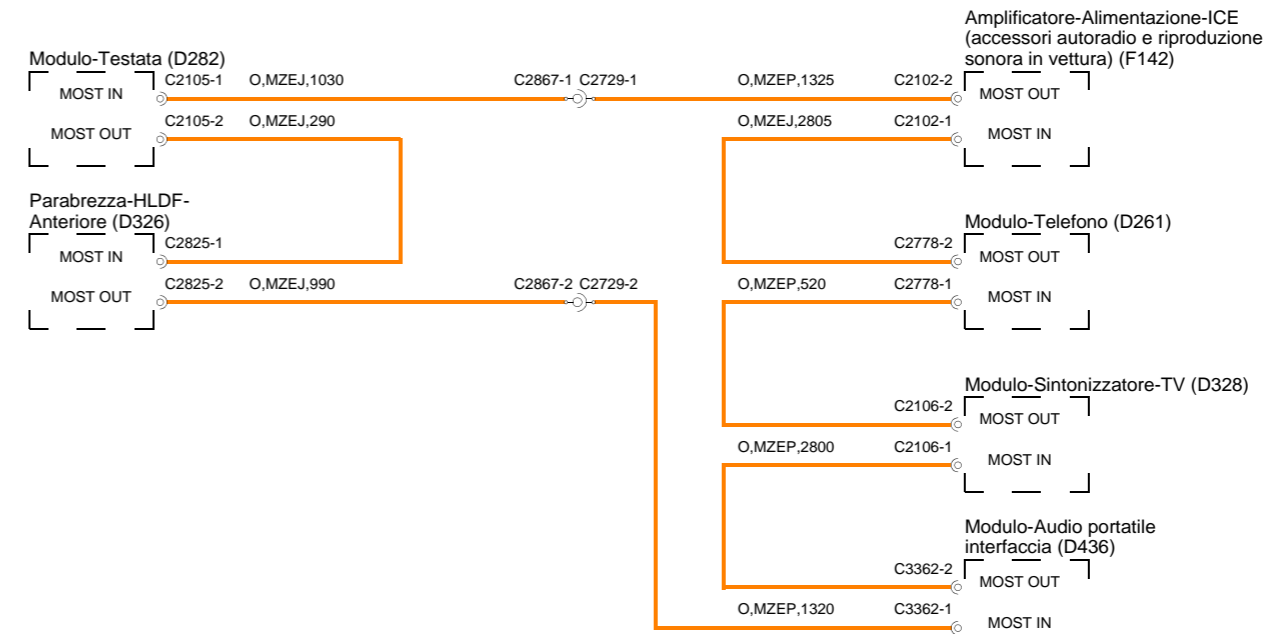 Amplificatore-Alimentazione-ICE
(accessori autoradio e riproduzione
sonora in vettura) (F142)
Modulo-Testata (D282)
MOST IN
C2105-1
O,MZEJ,1030
C2867-1
C2729-1
O,MZEP,1325
C2102-2
MOST OUT
MOST OUT
C2105-2
O,MZEJ,290
O,MZEJ,2805
C2102-1
MOST IN
Parabrezza-HLDF-
Anteriore (D326)
MOST IN
C2825-1
Modulo-Telefono (D261)
C2778-2
MOST OUT
MOST OUT
C2825-2
O,MZEJ,990
C2867-2
C2729-2
O,MZEP,520
C2778-1
MOST IN
Modulo-Sintonizzatore-TV (D328)
C2106-2
MOST OUT
O,MZEP,2800
C2106-1
MOST IN
Modulo-Audio portatile
interfaccia (D436)
C3362-2
MOST OUT
O,MZEP,1320
C3362-1
MOST IN